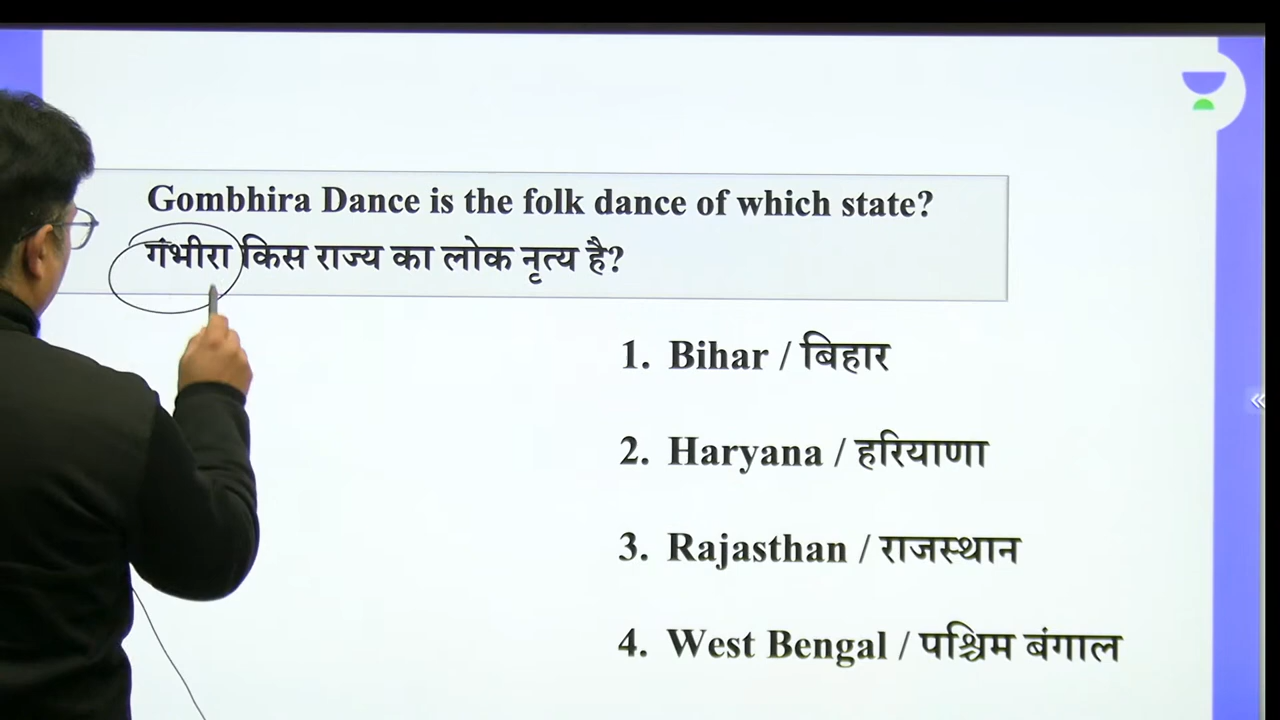 Gombhira Dance is the folk dance of which state?
गंभीरा किस राज्य का लोक नृत्य है?
1. Bihar / बिहार
2. Haryana / हरियाणा
3. Rajasthan / राजस्थान
4. West Bengal / पश्चिम बंगाल